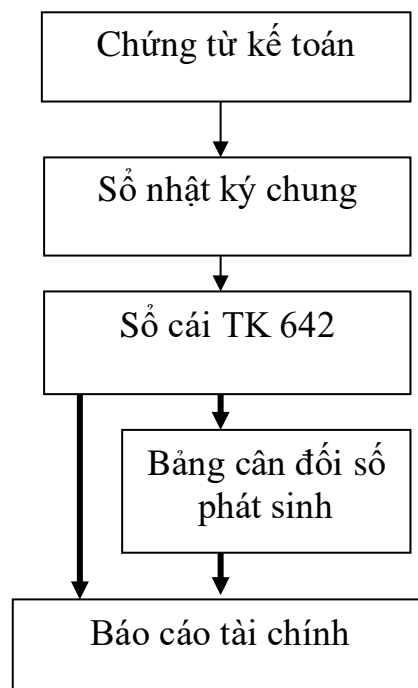 Chứng từ kế toán
Sổ nhật ký chung
Sổ cái TK 642
Bảng cân đối số
phát sinh
Báo cáo tài chính